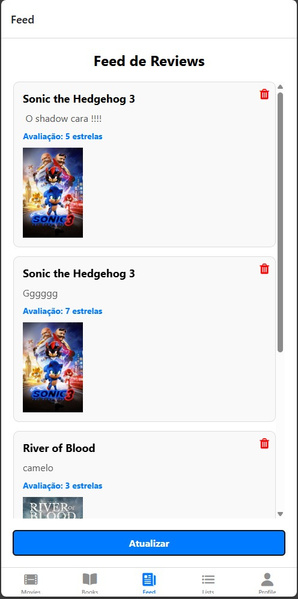 Feed
Feed de Reviews
Sonic the Hedgehog 3
O shadow cara !!!!
Avaliação: 5 estrelas
SONIC 3
Sonic the Hedgehog 3
Gggggg
Avaliação: 7 estrelas
SONIC 3
River of Blood
camelo
Avaliação: 3 estrelas
RIVER
OF BLOOD
Atualizar
Movies
Books
Feed
Lists
Profile